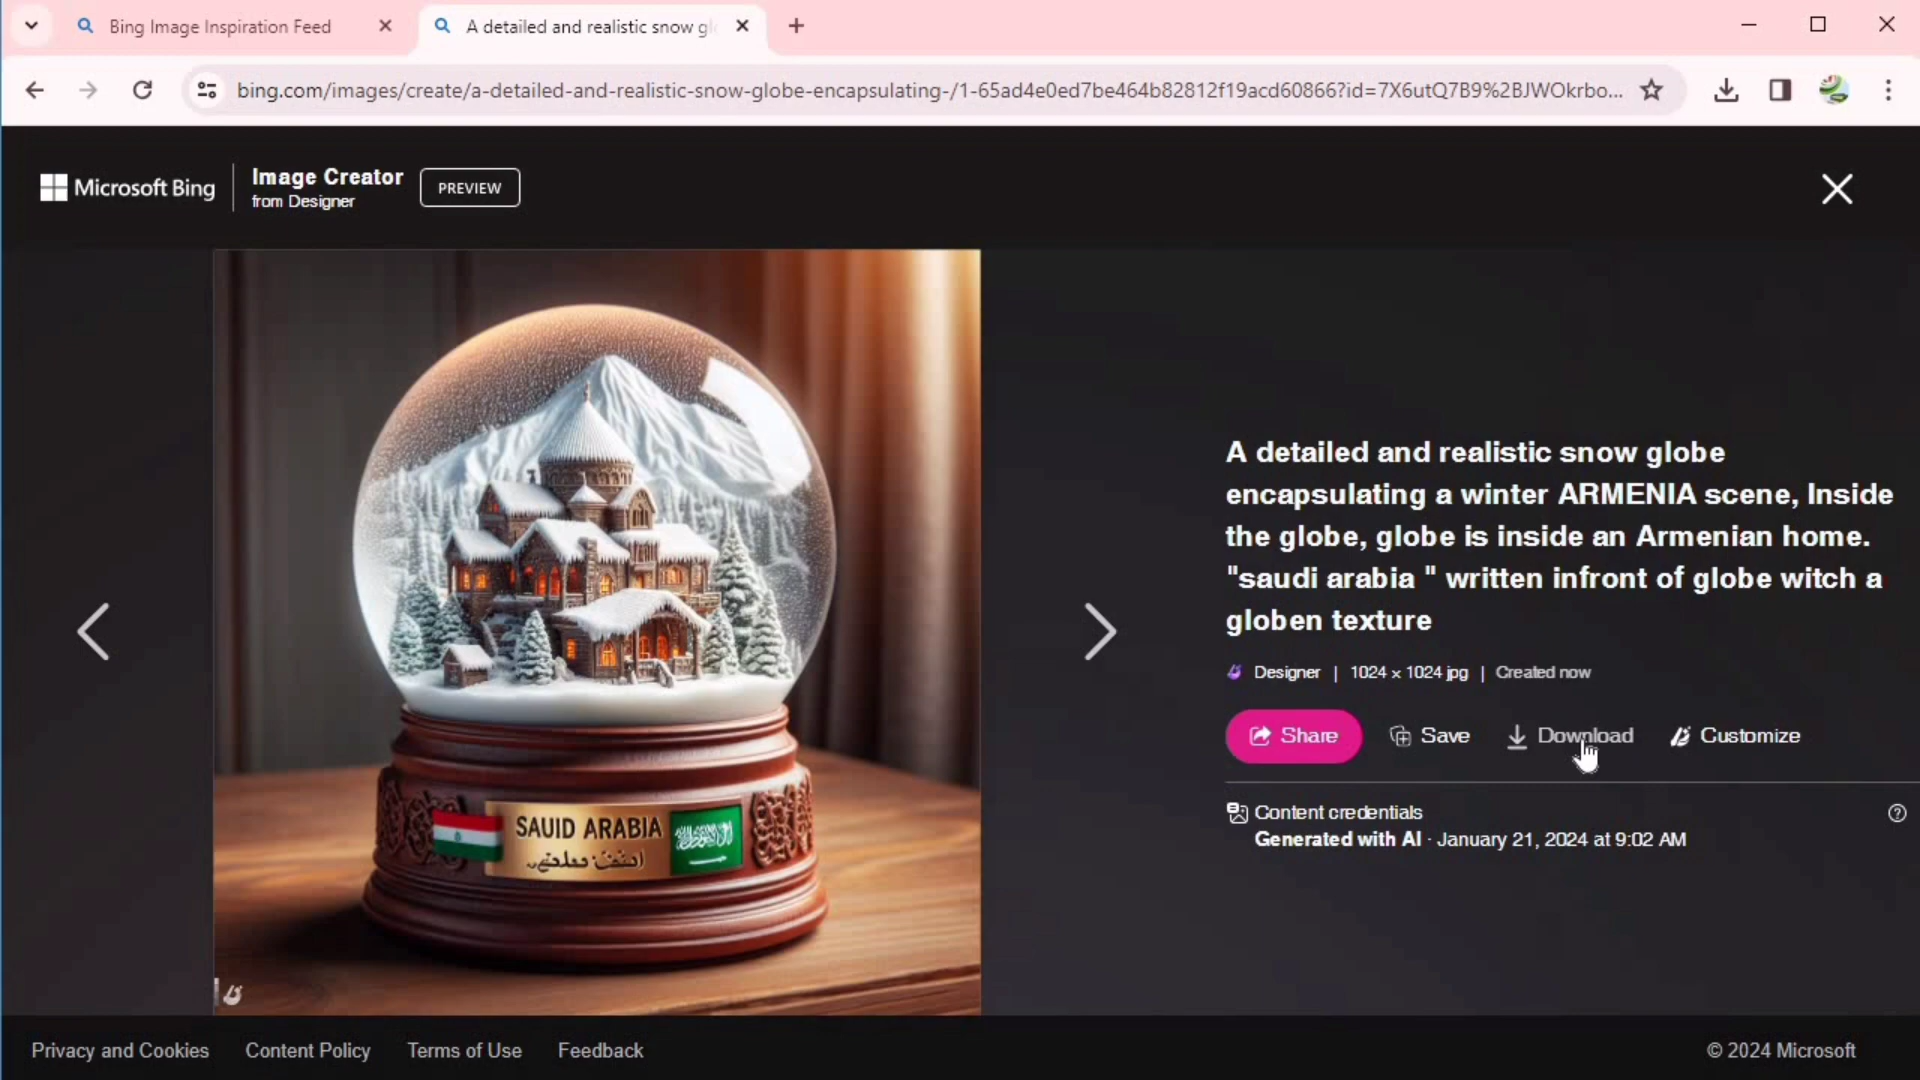 Bing Image Inspiration Feed
A detailed and realistic snow gl
bing.com/images/create/a-detailed-and-realistic-snow-globe-encapsulating-/1-65ad4e0ed7be464b82812f19acd60866?id=7X6utQ7B9%2BJWOkrbo...
Microsoft Bing
Image Creator
from Designer
PREVIEW
A detailed and realistic snow globe
encapsulating a winter ARMENIA scene, Inside
the globe, globe is inside an Armenian home.
"saudi arabia " written infront of globe witch a
globen texture
Designer | 1024 × 1024 jpg | Created now
Share
Save
Download
Customize
Content credentials
Generated with AI · January 21, 2024 at 9:02 AM
SAUID ARABIA
Privacy and Cookies
Content Policy
Terms of Use
Feedback
© 2024 Microsoft